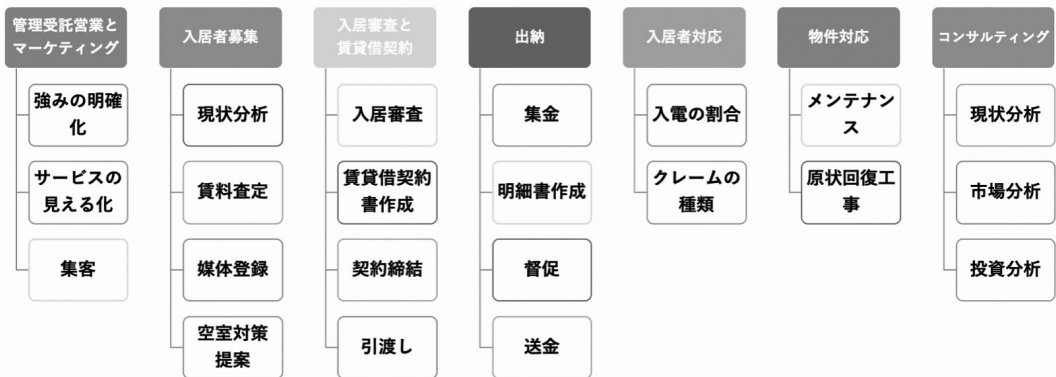 管理受託営業と
マーケティング
強みの明確
化
サービスの
見える化
集客
入居者募集
現状分析
賃料査定
媒体登録
空室対策
提案
入居審査と
賃貸借契約
入居審査
賃貸借契約
書作成
契約締結
引渡し
出納
集金
明細書作成
督促
送金
入居者対応
入電の割合
クレームの
種類
物件対応
メンテナン
ス
原状回復工
事
コンサルティング
現状分析
市場分析
投資分析